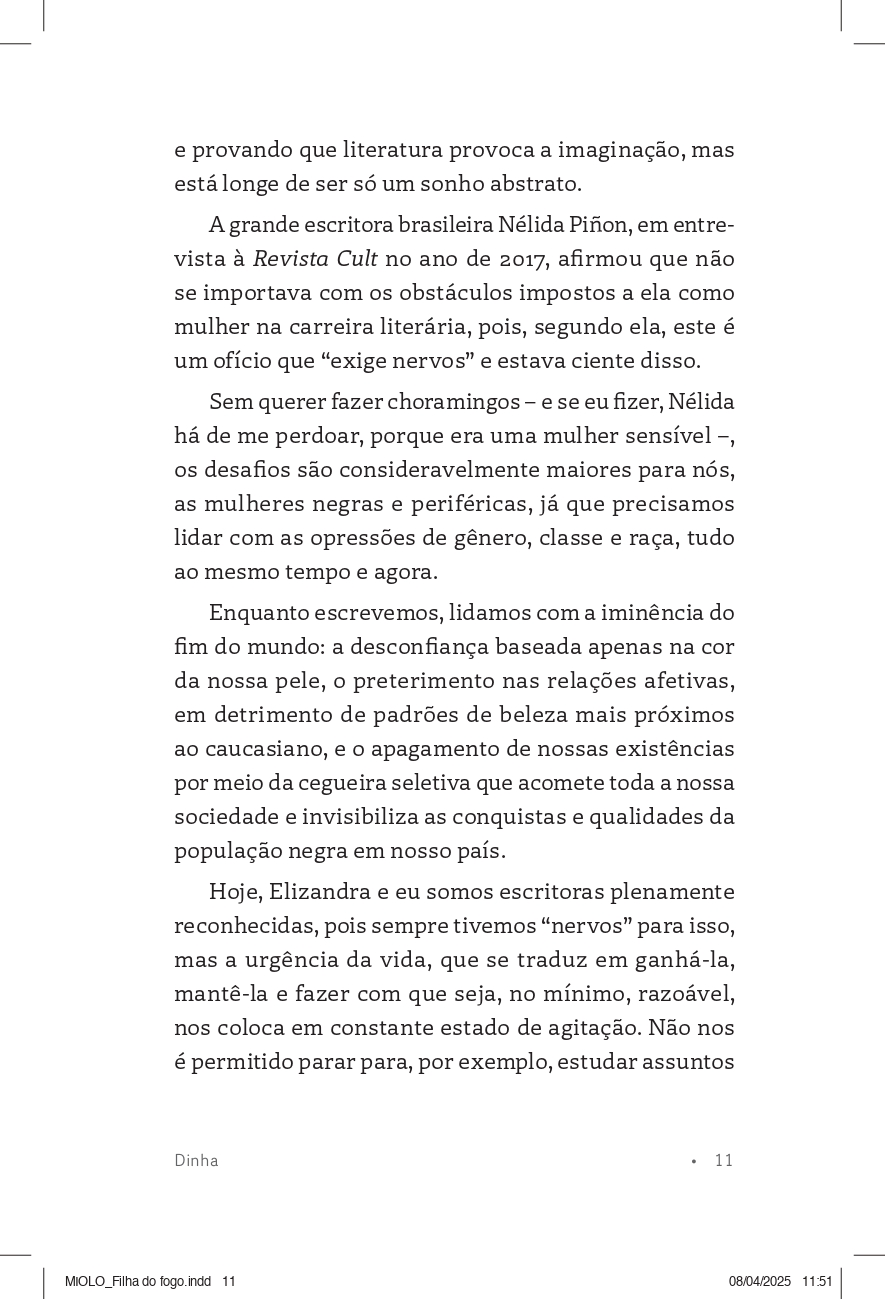 e provando que literatura provoca a imaginação, mas
está longe de ser só um sonho abstrato.
A grande escritora brasileira Nélida Piñon, em entre-
vista à Revista Cult no ano de 2017, afirmou que não
se importava com os obstáculos impostos a ela como
mulher na carreira literária, pois, segundo ela, este é
um ofício que “exige nervos” e estava ciente disso.
Sem querer fazer choramingos – e se eu fizer, Nélida
há de me perdoar, porque era uma mulher sensível –,
os desafios são consideravelmente maiores para nós,
as mulheres negras e periféricas, já que precisamos
lidar com as opressões de gênero, classe e raça, tudo
ao mesmo tempo e agora.
Enquanto escrevemos, lidamos com a iminência do
fim do mundo: a desconfiança baseada apenas na cor
da nossa pele, o preterimento nas relações afetivas,
em detrimento de padrões de beleza mais próximos
ao caucasiano, e o apagamento de nossas existências
por meio da cegueira seletiva que acomete toda a nossa
sociedade e invisibiliza as conquistas e qualidades da
população negra em nosso país.
Hoje, Elizandra e eu somos escritoras plenamente
reconhecidas, pois sempre tivemos “nervos” para isso,
mas a urgência da vida, que se traduz em ganhá-la,
mantê-la e fazer com que seja, no mínimo, razoável,
nos coloca em constante estado de agitação. Não nos
é permitido parar para, por exemplo, estudar assuntos
Dinha • 11
MIOLO_Filha do fogo.indd 11 08/04/2025 11:51